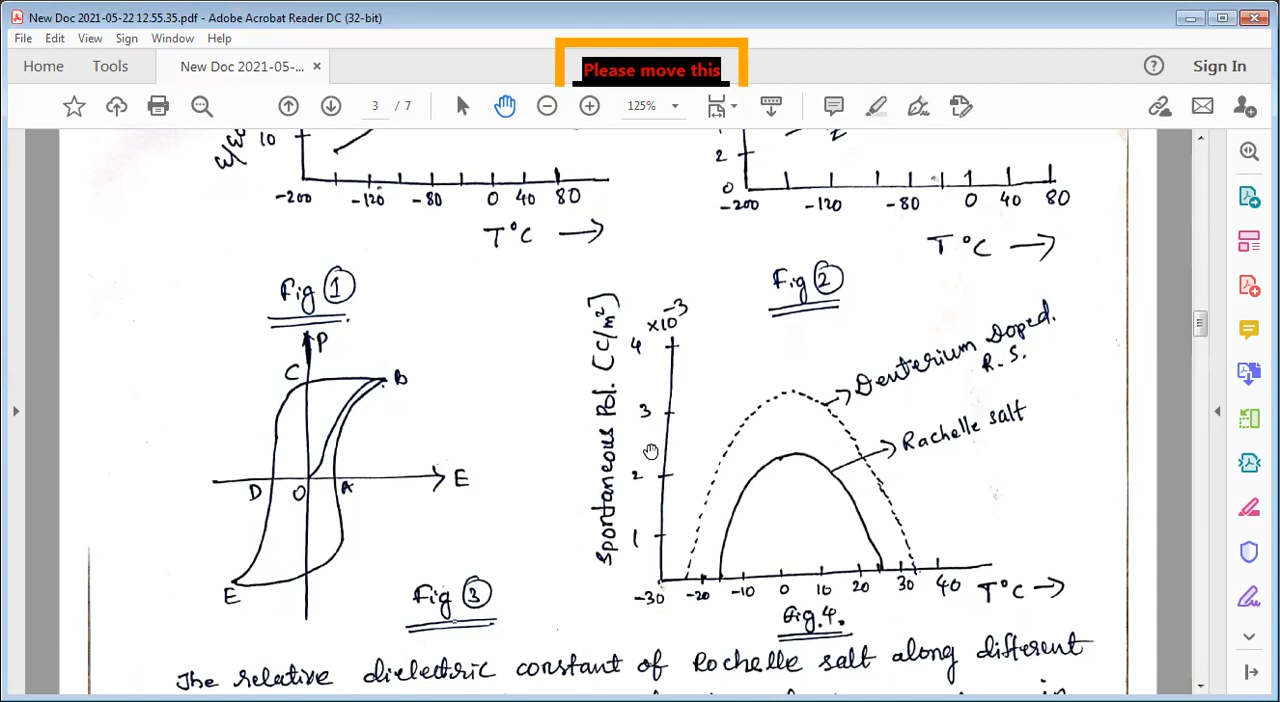 New Doc 2021-05-22 12.55.35.pdf - Adobe Acrobat Reader DC (32-bit)
File Edit View Sign Window Help
Home Tools New Doc 2021-05-... × Please move this Sign In
3 / 7 125%
10
-200 -120 -80 0 40 80
T°C
Fig 1
2
0
-200 -120 -80 0 40 80
T °C
Fig 2
P
C B
D O A E
E
Fig 3
Spontaneous Pol. (C/m²)
×10⁻³
4
3
2
1
-30 -20 -10 0 10 20 30 40 T°C
Deuterium Doped.
R.S.
Rachelle salt
Fig.4.
The relative dielectric constant of Rochelle salt along different